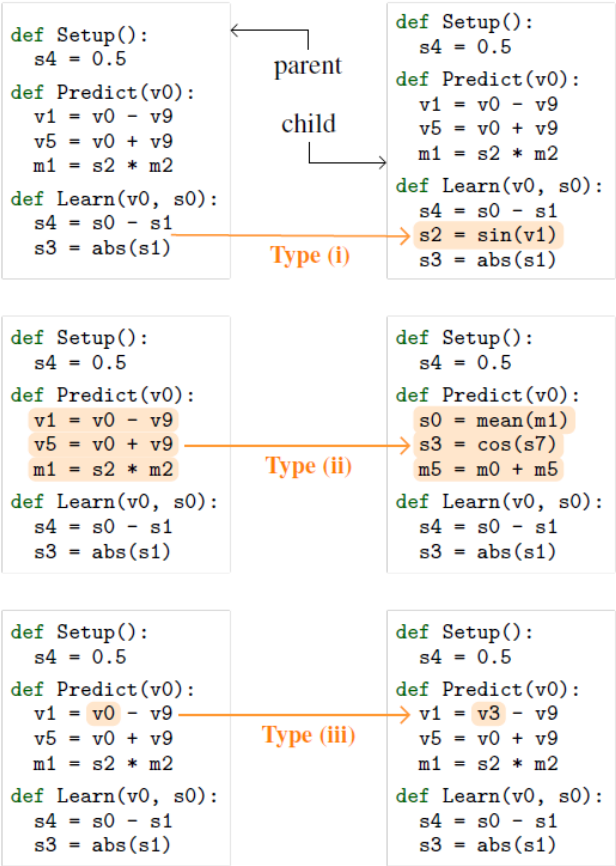 def Setup():
  s4 = 0.5
def Predict(v0):
  v1 = v0 - v9
  v5 = v0 + v9
  m1 = s2 * m2
def Learn(v0, s0):
  s4 = s0 - s1
  s3 = abs(s1)
parent
child
Type (i)
def Setup():
  s4 = 0.5
def Predict(v0):
  v1 = v0 - v9
  v5 = v0 + v9
  m1 = s2 * m2
def Learn(v0, s0):
  s4 = s0 - s1
  s2 = sin(v1)
  s3 = abs(s1)
def Setup():
  s4 = 0.5
def Predict(v0):
  v1 = v0 - v9
  v5 = v0 + v9
  m1 = s2 * m2
def Learn(v0, s0):
  s4 = s0 - s1
  s3 = abs(s1)
Type (ii)
def Setup():
  s4 = 0.5
def Predict(v0):
  s0 = mean(m1)
  s3 = cos(s7)
  m5 = m0 + m5
def Learn(v0, s0):
  s4 = s0 - s1
  s3 = abs(s1)
def Setup():
  s4 = 0.5
def Predict(v0):
  v1 = v0 - v9
  v5 = v0 + v9
  m1 = s2 * m2
def Learn(v0, s0):
  s4 = s0 - s1
  s3 = abs(s1)
Type (iii)
def Setup():
  s4 = 0.5
def Predict(v0):
  v1 = v3 - v9
  v5 = v0 + v9
  m1 = s2 * m2
def Learn(v0, s0):
  s4 = s0 - s1
  s3 = abs(s1)